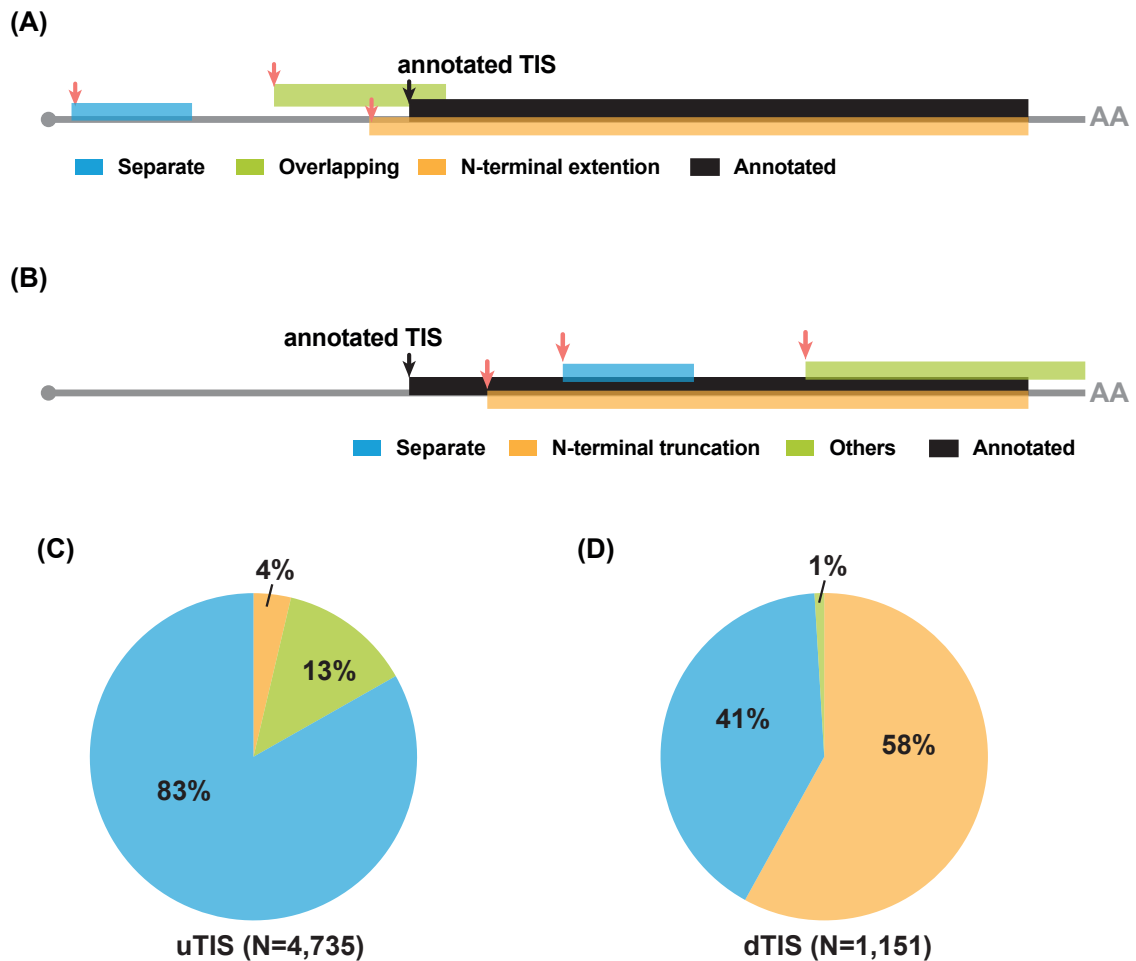 (A)
annotated TIS
AA
Separate Overlapping N-terminal extention Annotated
(B)
annotated TIS
AA
Separate N-terminal truncation Others Annotated
(C)
4%
13%
83%
uTIS (N=4,735)
(D)
1%
41%
58%
dTIS (N=1,151)